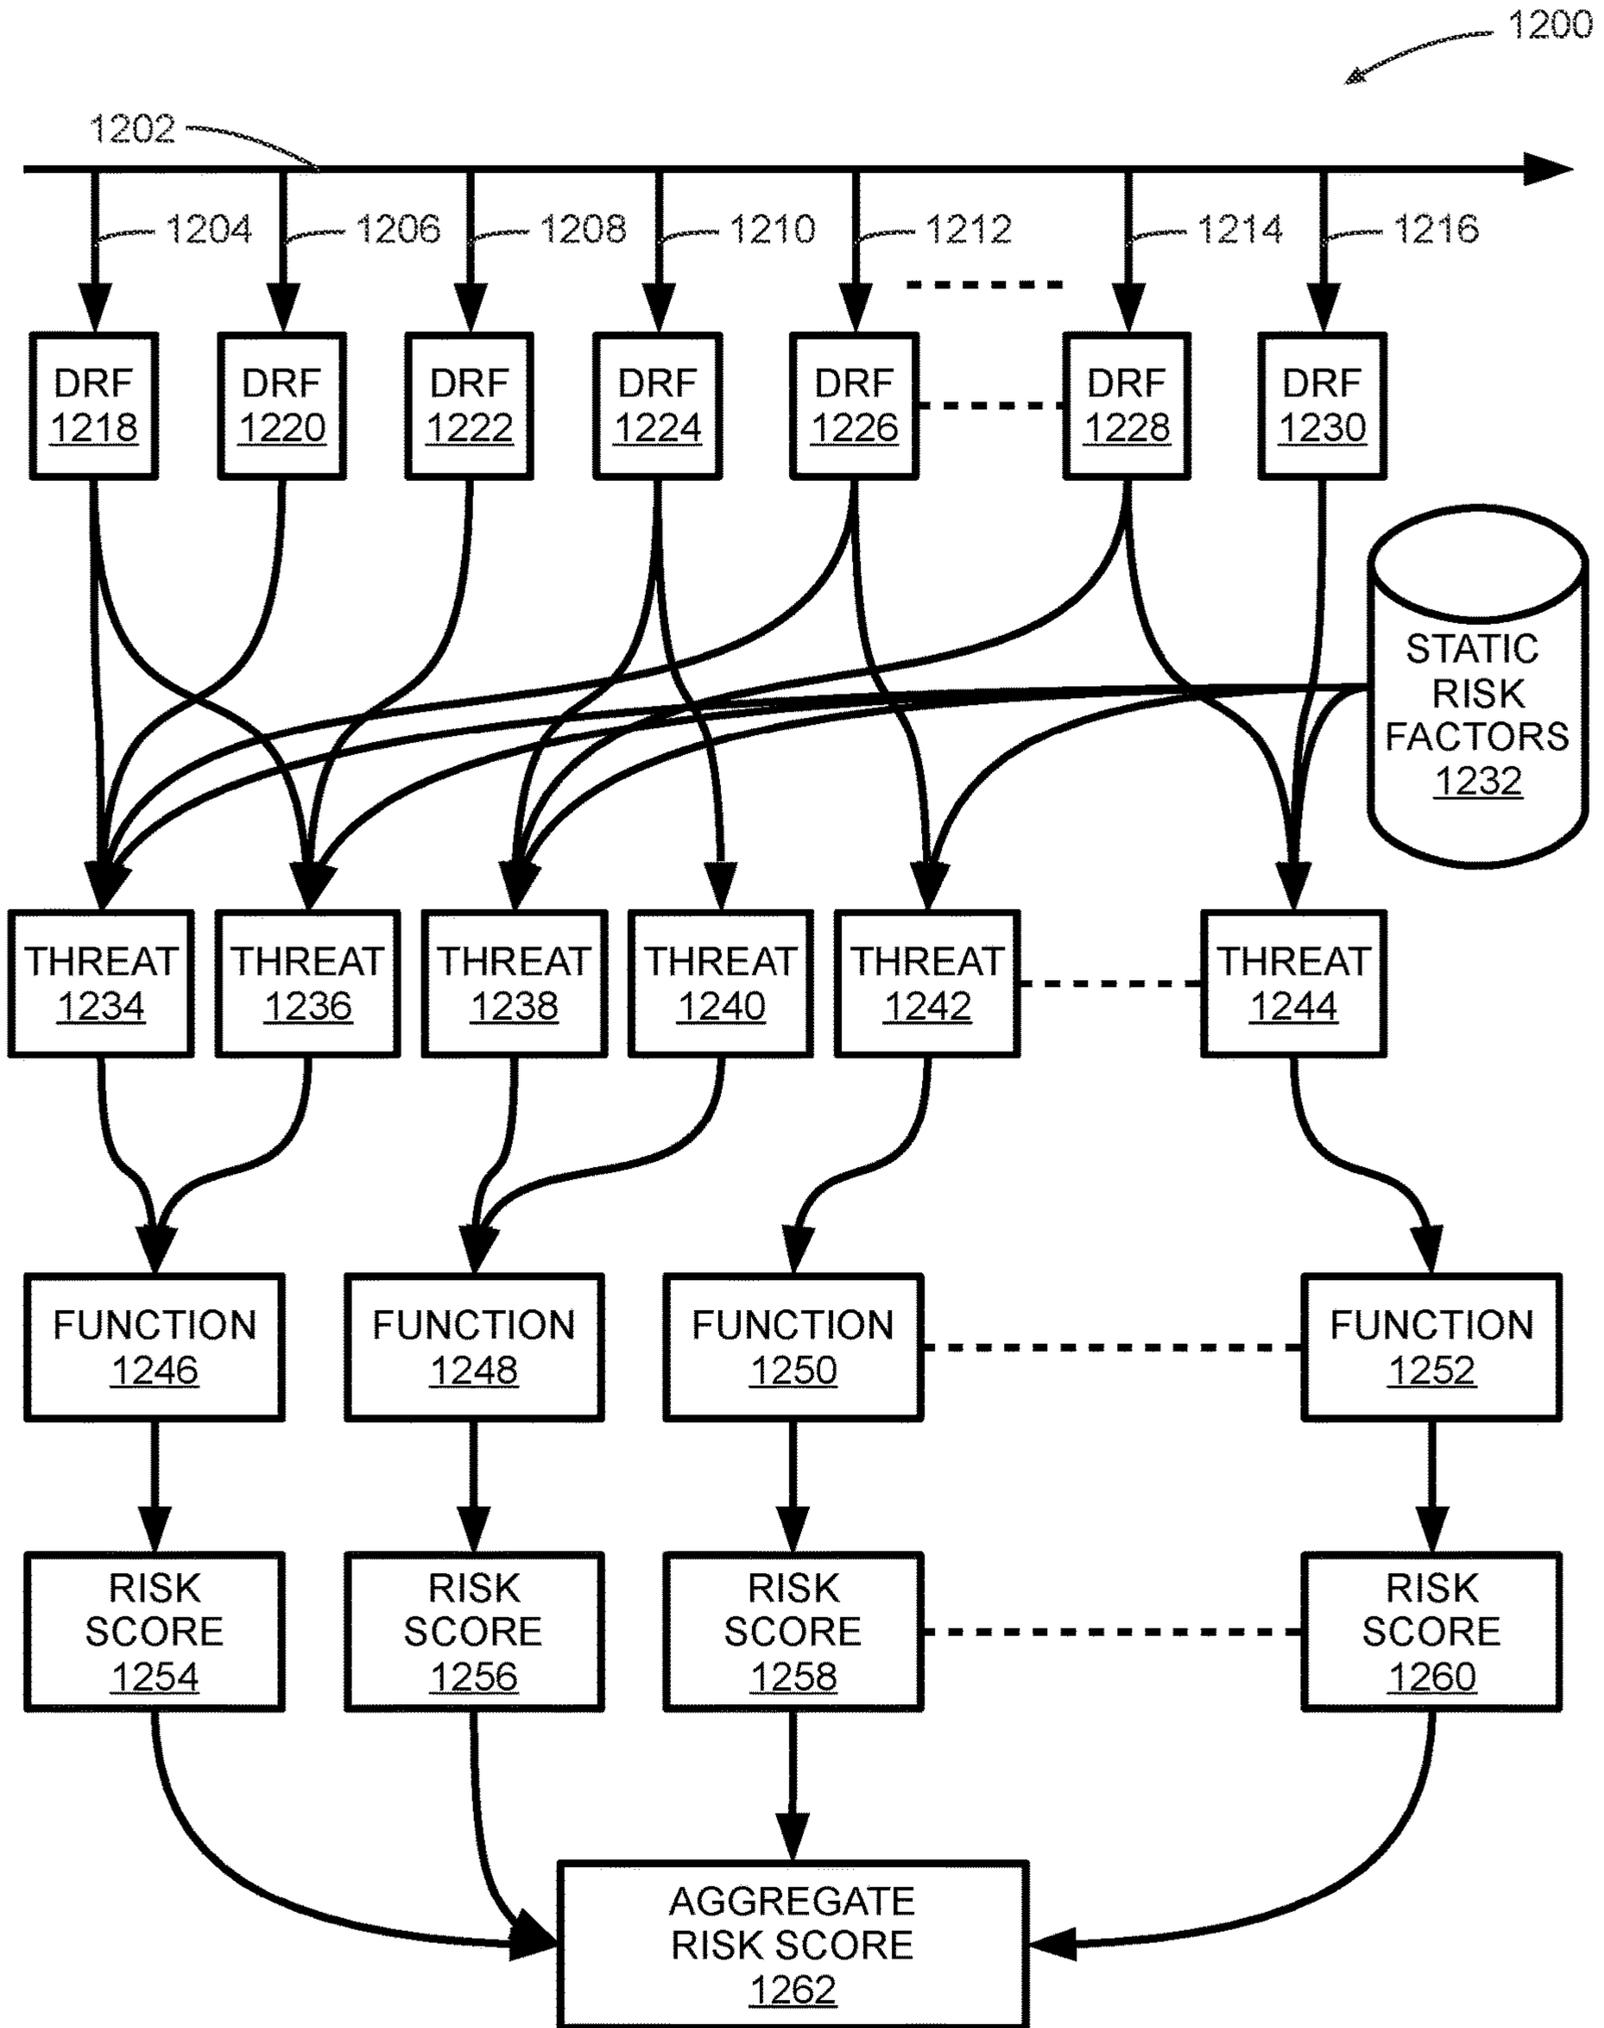 1200
1202
1204
1206
1208
1210
1212
1214
1216
DRF
1218
DRF
1220
DRF
1222
DRF
1224
DRF
1226
DRF
1228
DRF
1230
STATIC
RISK
FACTORS
1232
THREAT
1234
THREAT
1236
THREAT
1238
THREAT
1240
THREAT
1242
THREAT
1244
FUNCTION
1246
FUNCTION
1248
FUNCTION
1250
FUNCTION
1252
RISK
SCORE
1254
RISK
SCORE
1256
RISK
SCORE
1258
RISK
SCORE
1260
AGGREGATE
RISK SCORE
1262